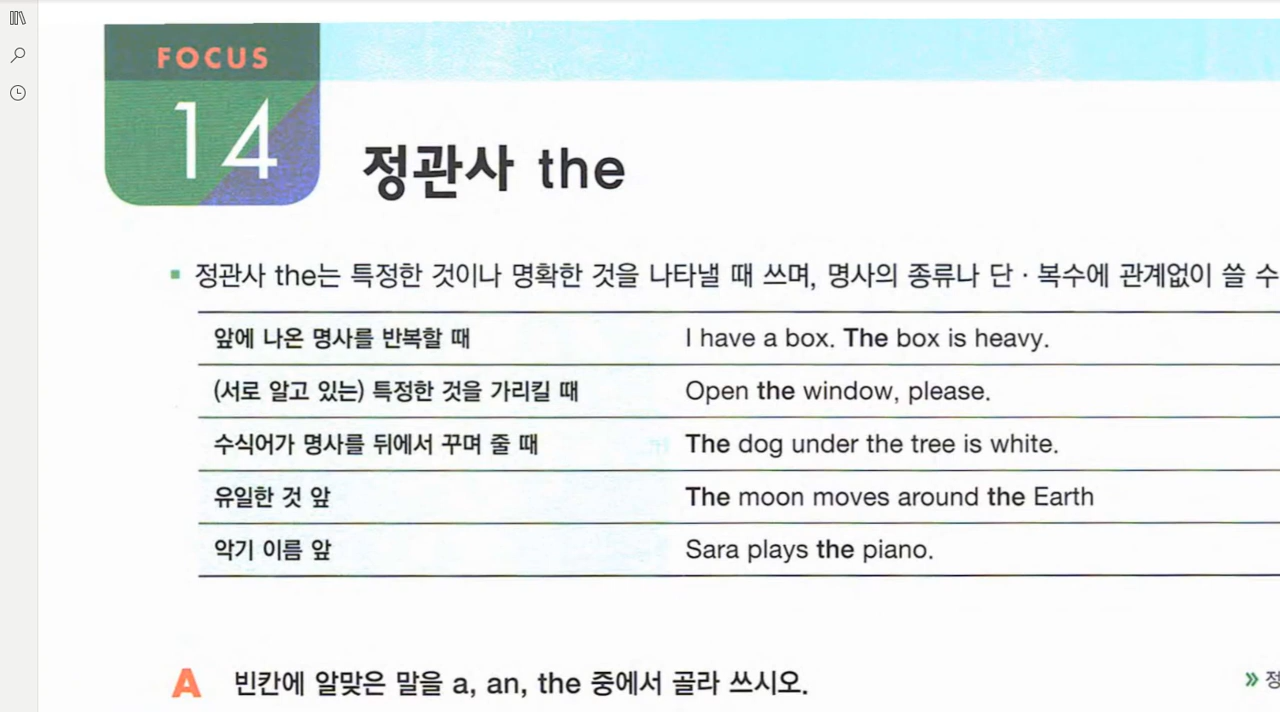 FOCUS
14
정관사 the
▪ 정관사 the는 특정한 것이나 명확한 것을 나타낼 때 쓰며, 명사의 종류나 단·복수에 관계없이 쓸 수
앞에 나온 명사를 반복할 때 I have a box. The box is heavy.
(서로 알고 있는) 특정한 것을 가리킬 때 Open the window, please.
수식어가 명사를 뒤에서 꾸며 줄 때 The dog under the tree is white.
유일한 것 앞 The moon moves around the Earth
악기 이름 앞 Sara plays the piano.
A 빈칸에 알맞은 말을 a, an, the 중에서 골라 쓰시오.
» 정